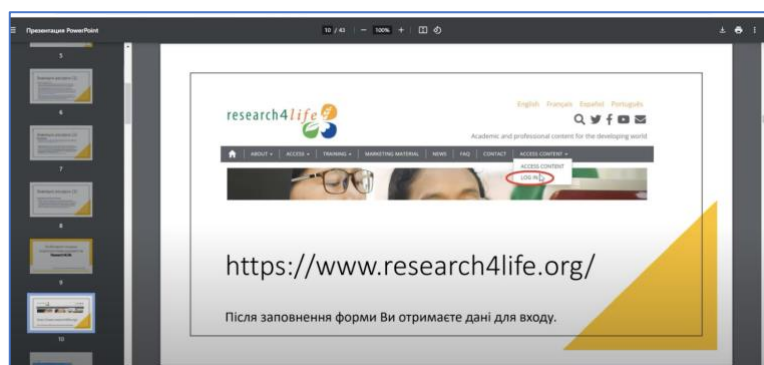 Презентация PowerPoint
10 / 43
100%
5
6
7
8
9
10
research4life
English Français Español Português
Academic and professional content for the developing world
ABOUT ACCESS TRAINING MARKETING MATERIAL NEWS FAQ CONTACT ACCESS CONTENT
ACCESS CONTENT
LOG IN
https://www.research4life.org/
Після заповнення форми Ви отримаєте дані для входу.